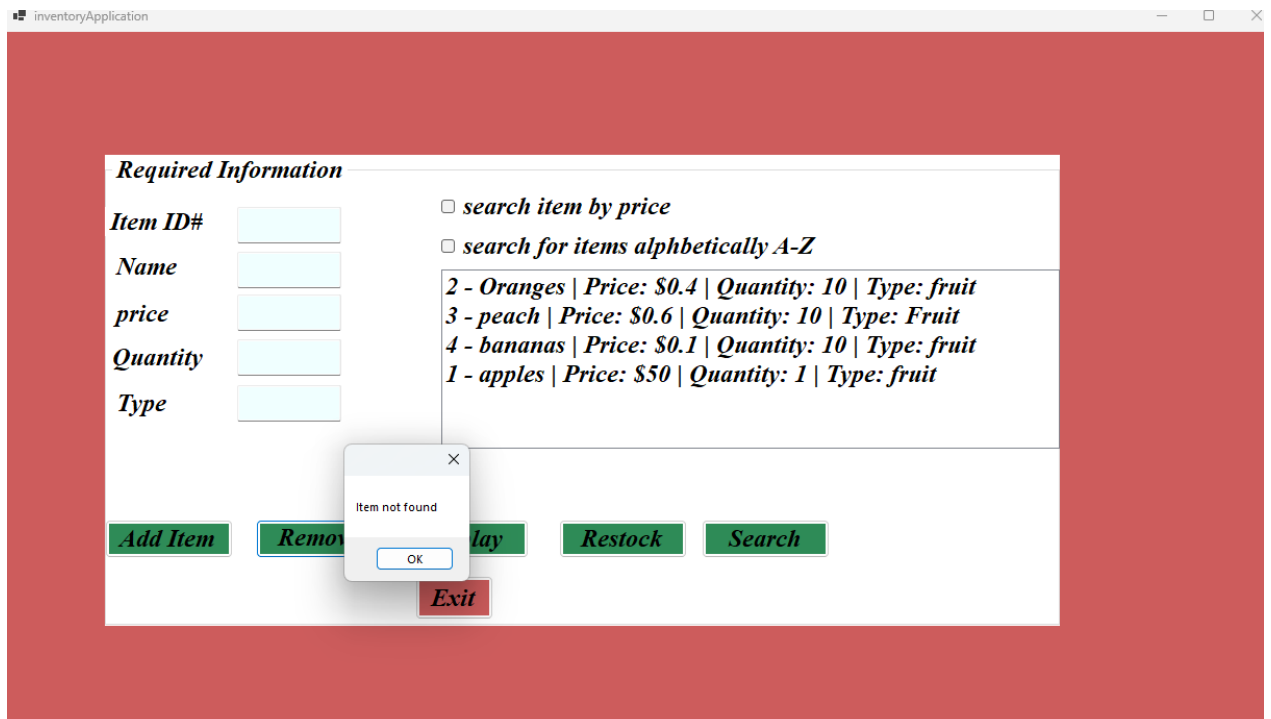 inventoryApplication
Required Information
Item ID#
Name
price
Quantity
Type
search item by price
search for items alphbetically A-Z
2 - Oranges | Price: $0.4 | Quantity: 10 | Type: fruit
3 - peach | Price: $0.6 | Quantity: 10 | Type: Fruit
4 - bananas | Price: $0.1 | Quantity: 10 | Type: fruit
1 - apples | Price: $50 | Quantity: 1 | Type: fruit
Item not found
OK
Add Item
Restock
Search
Exit